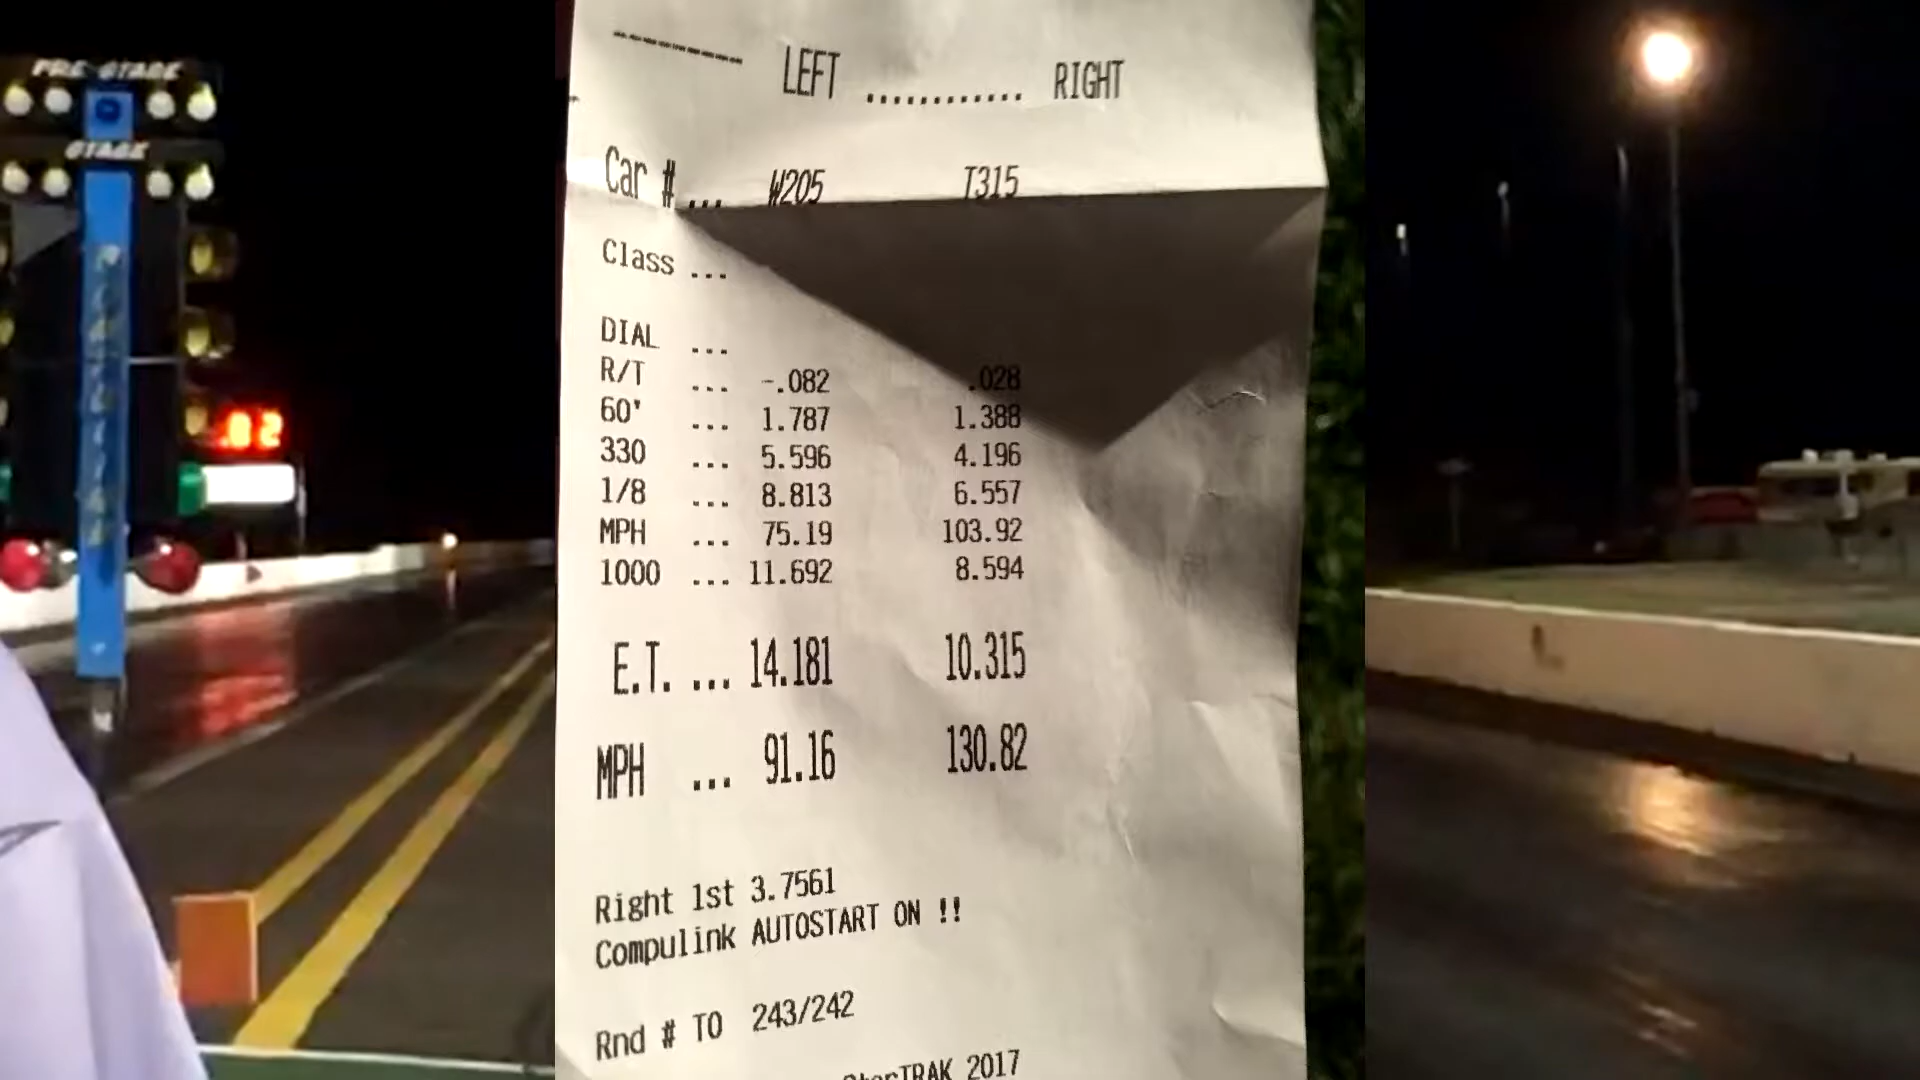 PRE-STAGE
STAGE
.02
LEFT ............ RIGHT
Car # ... W205 T315
Class ...
DIAL ...
R/T ... -.082 .028
60' ... 1.787 1.388
330 ... 5.596 4.196
1/8 ... 8.813 6.557
MPH ... 75.19 103.92
1000 ... 11.692 8.594
E.T. ... 14.181 10.315
MPH ... 91.16 130.82
Right 1st 3.7561
Compulink AUTOSTART ON !!
Rnd # TO 243/242
2017